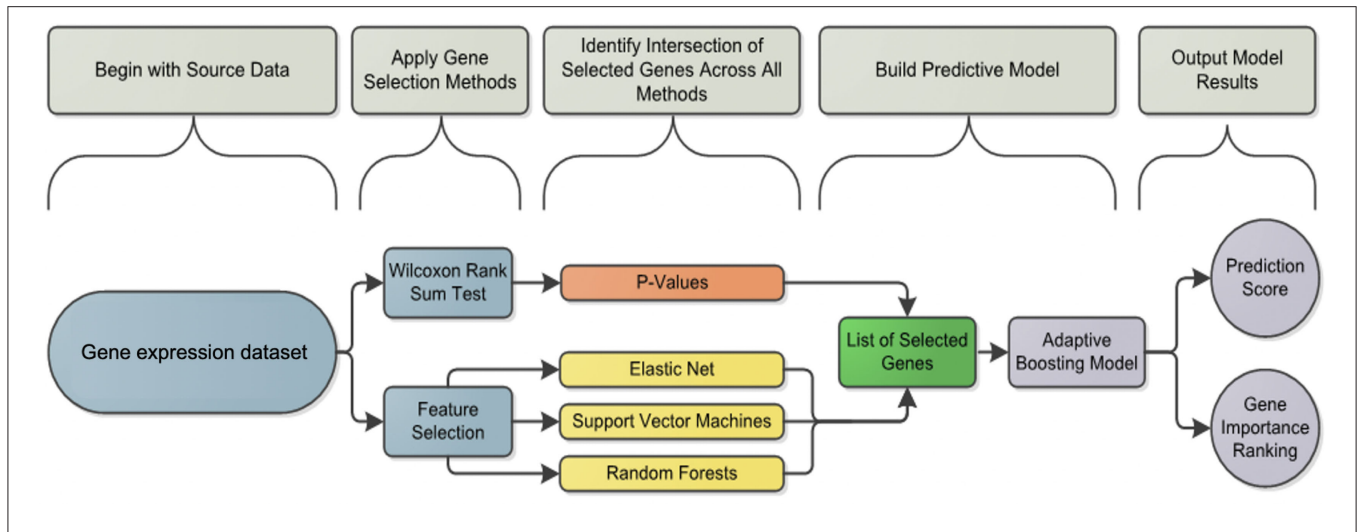 Begin with Source Data
Apply Gene
Selection Methods
Identify Intersection of
Selected Genes Across All
Methods
Build Predictive Model
Output Model
Results
Gene expression dataset
Wilcoxon Rank
Sum Test
Feature
Selection
P-Values
Elastic Net
Support Vector Machines
Random Forests
List of Selected
Genes
Adaptive
Boosting Model
Prediction
Score
Gene
Importance
Ranking